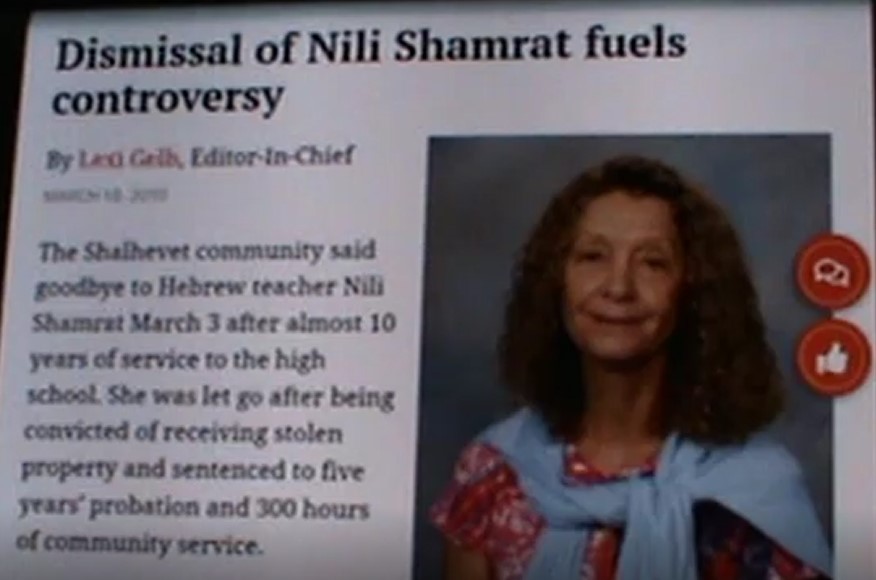 Dismissal of Nili Shamrat fuels
controversy
By Lexi Gelb, Editor-In-Chief
MARCH 18, 2010
The Shalhevet community said
goodbye to Hebrew teacher Nili
Shamrat March 3 after almost 10
years of service to the high
school. She was let go after being
convicted of receiving stolen
property and sentenced to five
years' probation and 300 hours
of community service.